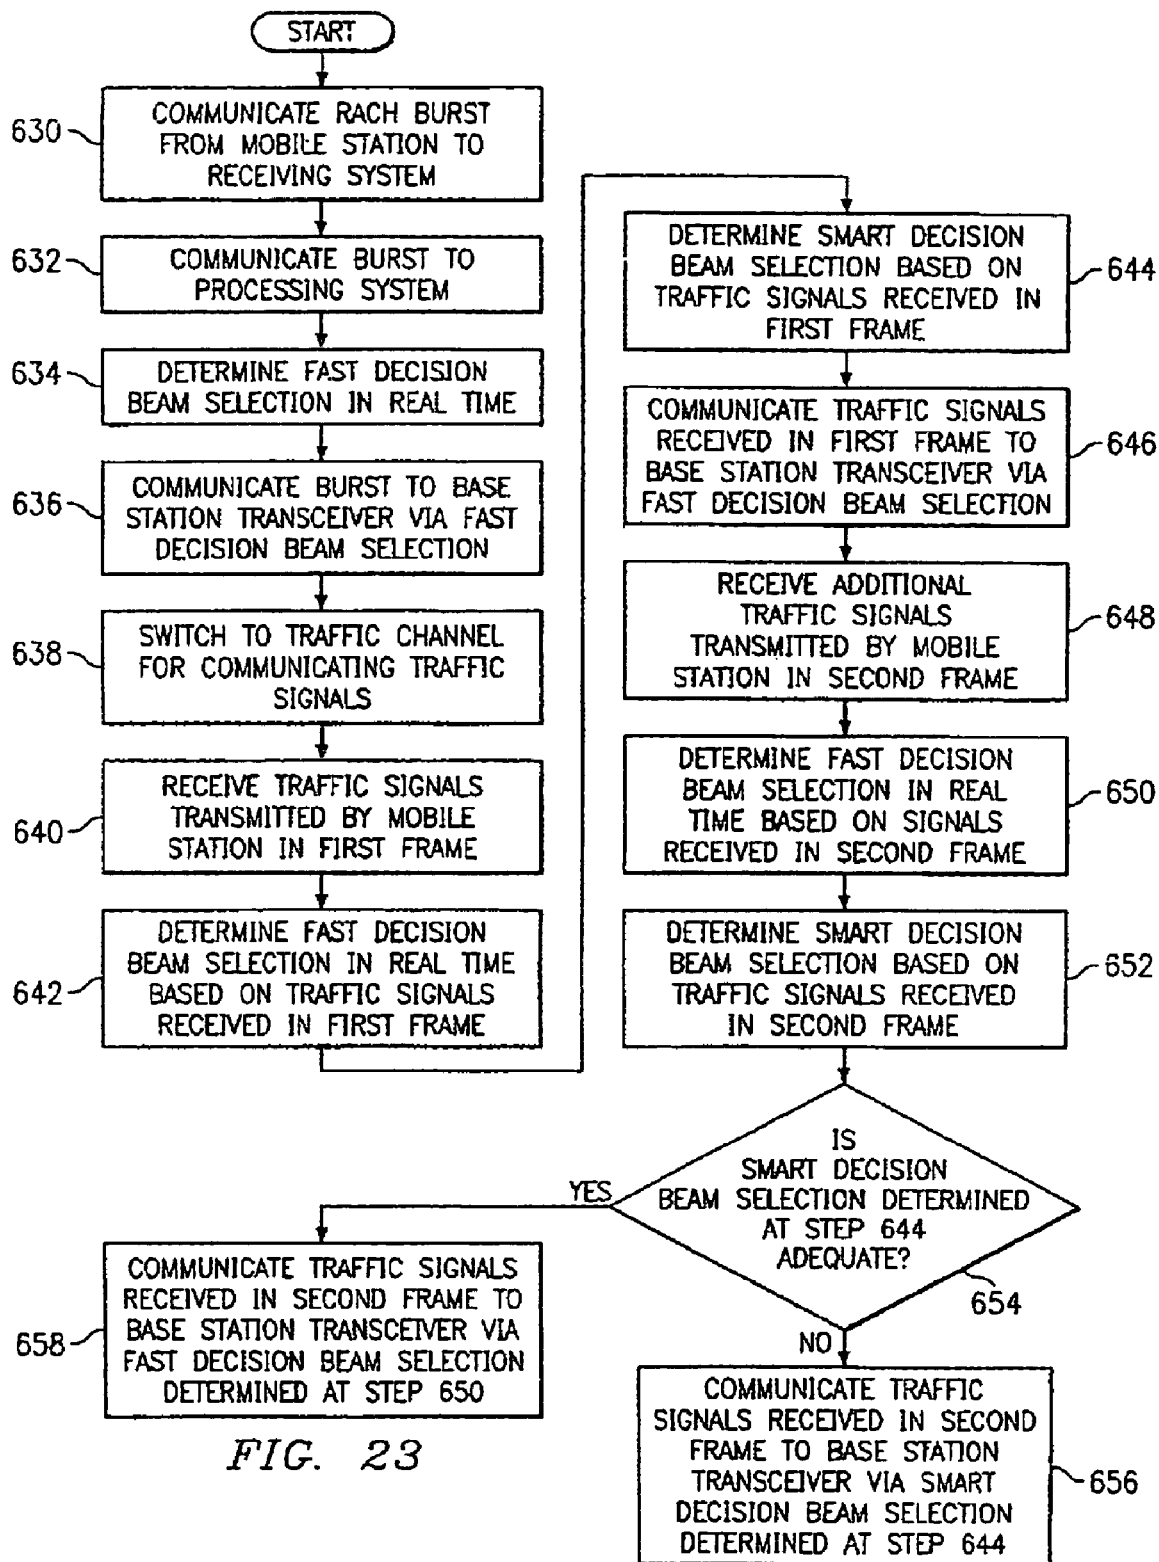 START
630
COMMUNICATE RACH BURST
FROM MOBILE STATION TO
RECEIVING SYSTEM
632
COMMUNICATE BURST TO
PROCESSING SYSTEM
634
DETERMINE FAST DECISION
BEAM SELECTION IN REAL TIME
636
COMMUNICATE BURST TO BASE
STATION TRANSCEIVER VIA FAST
DECISION BEAM SELECTION
638
SWITCH TO TRAFFIC CHANNEL
FOR COMMUNICATING TRAFFIC
SIGNALS
640
RECEIVE TRAFFIC SIGNALS
TRANSMITTED BY MOBILE
STATION IN FIRST FRAME
642
DETERMINE FAST DECISION
BEAM SELECTION IN REAL TIME
BASED ON TRAFFIC SIGNALS
RECEIVED IN FIRST FRAME
DETERMINE SMART DECISION
BEAM SELECTION BASED ON
TRAFFIC SIGNALS RECEIVED IN
FIRST FRAME
644
COMMUNICATE TRAFFIC SIGNALS
RECEIVED IN FIRST FRAME TO
BASE STATION TRANSCEIVER VIA
FAST DECISION BEAM SELECTION
646
RECEIVE ADDITIONAL
TRAFFIC SIGNALS
TRANSMITTED BY MOBILE
STATION IN SECOND FRAME
648
DETERMINE FAST DECISION
BEAM SELECTION IN REAL
TIME BASED ON SIGNALS
RECEIVED IN SECOND FRAME
650
DETERMINE SMART DECISION
BEAM SELECTION BASED ON
TRAFFIC SIGNALS RECEIVED
IN SECOND FRAME
652
IS
SMART DECISION
BEAM SELECTION DETERMINED
AT STEP 644
ADEQUATE?
654
YES
NO
658
COMMUNICATE TRAFFIC SIGNALS
RECEIVED IN SECOND FRAME TO
BASE STATION TRANSCEIVER VIA
FAST DECISION BEAM SELECTION
DETERMINED AT STEP 650
COMMUNICATE TRAFFIC
SIGNALS RECEIVED IN SECOND
FRAME TO BASE STATION
TRANSCEIVER VIA SMART
DECISION BEAM SELECTION
DETERMINED AT STEP 644
656
FIG. 23